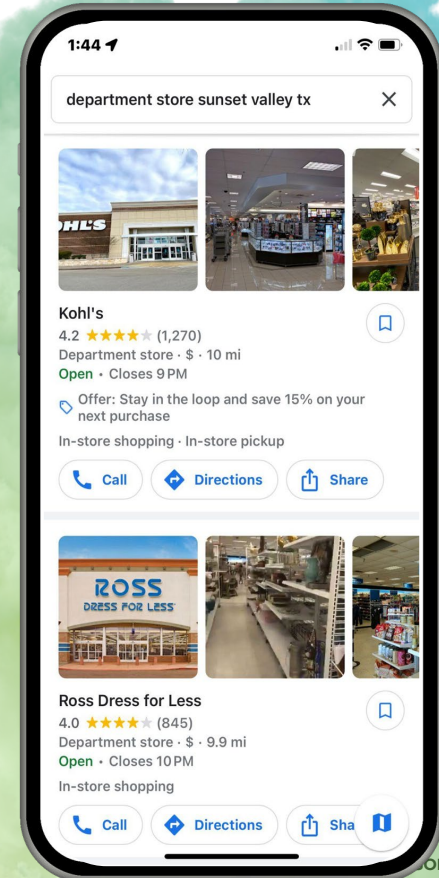 1:44
department store sunset valley tx
OHL'S
Kohl's
4.2 (1,270)
Department store · $ · 10 mi
Open · Closes 9 PM
Offer: Stay in the loop and save 15% on your
next purchase
In-store shopping · In-store pickup
Call Directions Share
ROSS
DRESS FOR LESS
Ross Dress for Less
4.0 (845)
Department store · $ · 9.9 mi
Open · Closes 10 PM
In-store shopping
Call Directions Sha